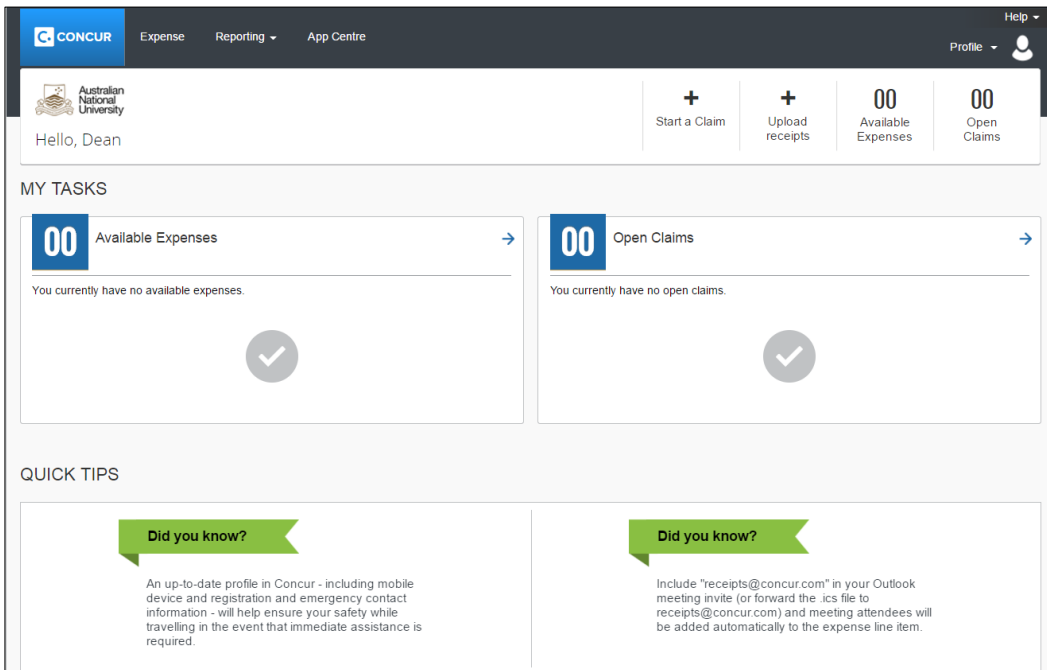 Help
C. CONCUR
Expense
Reporting
App Centre
Profile
Australian
National
University
Hello, Dean
+
Start a Claim
+
Upload
receipts
00
Available
Expenses
00
Open
Claims
MY TASKS
00
Available Expenses
You currently have no available expenses.
00
Open Claims
You currently have no open claims.
QUICK TIPS
Did you know?
An up-to-date profile in Concur - including mobile
device and registration and emergency contact
information - will help ensure your safety while
travelling in the event that immediate assistance is
required.
Did you know?
Include "receipts@concur.com" in your Outlook
meeting invite (or forward the .ics file to
receipts@concur.com) and meeting attendees will
be added automatically to the expense line item.